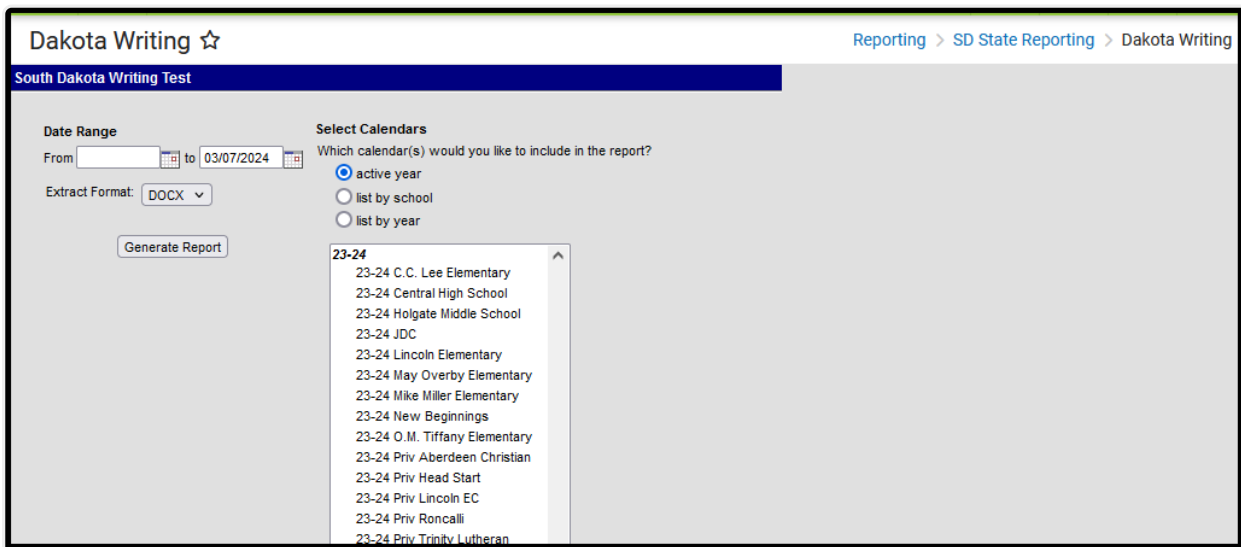 Dakota Writing
Reporting > SD State Reporting > Dakota Writing
South Dakota Writing Test
Date Range
From to 03/07/2024
Extract Format: DOCX
Generate Report
Select Calendars
Which calendar(s) would you like to include in the report?
active year
list by school
list by year
23-24
23-24 C.C. Lee Elementary
23-24 Central High School
23-24 Holgate Middle School
23-24 JDC
23-24 Lincoln Elementary
23-24 May Overby Elementary
23-24 Mike Miller Elementary
23-24 New Beginnings
23-24 O.M. Tiffany Elementary
23-24 Priv Aberdeen Christian
23-24 Priv Head Start
23-24 Priv Lincoln EC
23-24 Priv Roncalli
23-24 Priv Trinity Lutheran